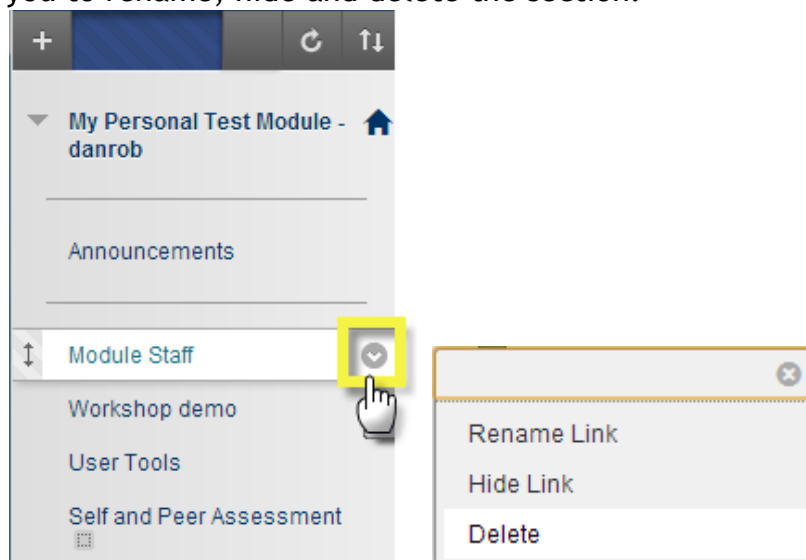 you to rename, hide and delete the section.
My Personal Test Module -
danrob
Announcements
Module Staff
Workshop demo
User Tools
Self and Peer Assessment
Rename Link
Hide Link
Delete